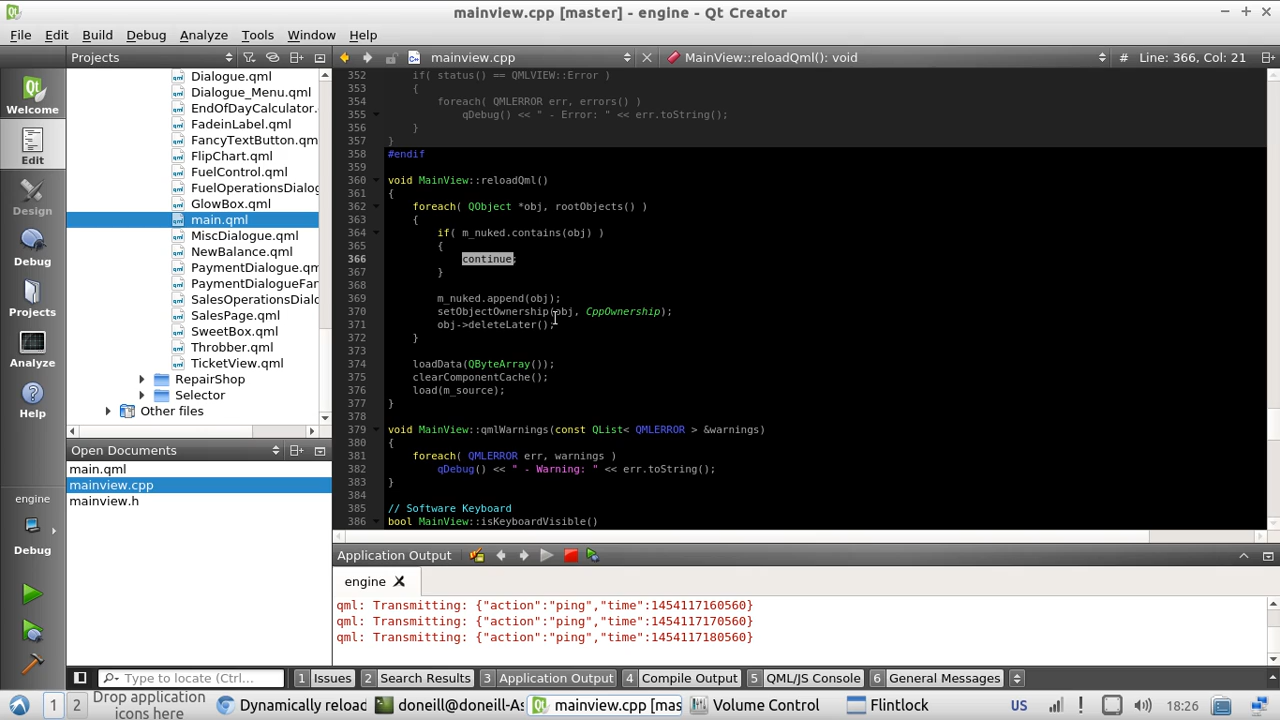 mainview.cpp [master] - engine - Qt Creator
File Edit Build Debug Analyze Tools Window Help
Projects
mainview.cpp
# MainView::reloadQml(): void
Line: 366, Col: 21
Welcome
Edit
Design
Debug
Projects
Analyze
Help
engine
Debug
Dialogue.qml
Dialogue_Menu.qml
EndOfDayCalculator.
FadeinLabel.qml
FancyTextButton.qm
FlipChart.qml
FuelControl.qml
FuelOperationsDialog
GlowBox.qml
main.qml
MiscDialogue.qml
NewBalance.qml
PaymentDialogue.qm
PaymentDialogueFan
SalesOperationsDialo
SalesPage.qml
SweetBox.qml
Throbber.qml
TicketView.qml
RepairShop
Selector
Other files
Open Documents
main.qml
mainview.cpp
mainview.h
352 if( status() == QMLVIEW::Error )
353 {
354 foreach( QMLERROR err, errors() )
355 qDebug() << " - Error: " << err.toString();
356 }
357 }
358 #endif
359
360 void MainView::reloadQml()
361 {
362 foreach( QObject *obj, rootObjects() )
363 {
364 if( m_nuked.contains(obj) )
365 {
366 continue;
367 }
368
369 m_nuked.append(obj);
370 setObjectOwnership(obj, CppOwnership);
371 obj->deleteLater();
372 }
373
374 loadData(QByteArray());
375 clearComponentCache();
376 load(m_source);
377 }
378
379 void MainView::qmlWarnings(const QList< QMLERROR > &warnings)
380 {
381 foreach( QMLERROR err, warnings )
382 qDebug() << " - Warning: " << err.toString();
383 }
384
385 // Software Keyboard
386 bool MainView::isKeyboardVisible()
Application Output
engine
qml: Transmitting: {"action":"ping","time":1454117160560}
qml: Transmitting: {"action":"ping","time":1454117170560}
qml: Transmitting: {"action":"ping","time":1454117180560}
Type to locate (Ctrl...
1 Issues 2 Search Results 3 Application Output 4 Compile Output 5 QML/JS Console 6 General Messages
1 2 Drop application icons here
Dynamically reload
doneill@doneill-As
mainview.cpp [mas
Volume Control
Flintlock
US
18:26